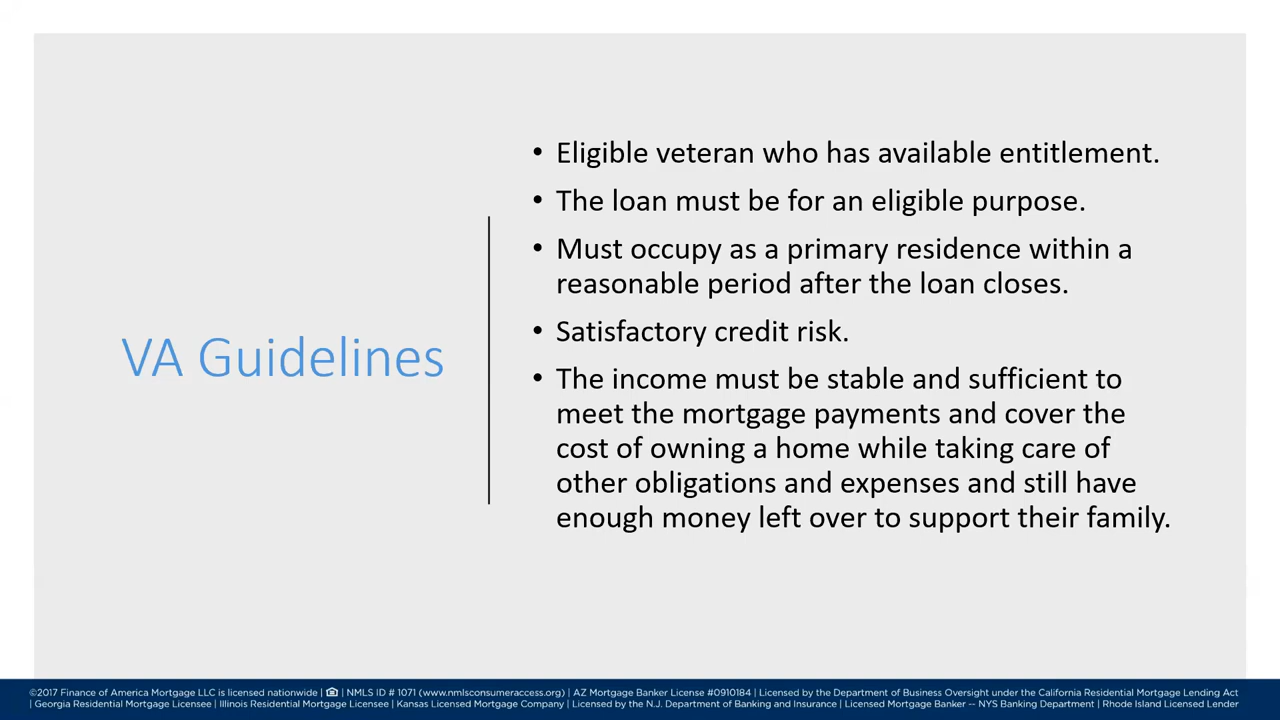 VA Guidelines
• Eligible veteran who has available entitlement.
• The loan must be for an eligible purpose.
• Must occupy as a primary residence within a
reasonable period after the loan closes.
• Satisfactory credit risk.
• The income must be stable and sufficient to
meet the mortgage payments and cover the
cost of owning a home while taking care of
other obligations and expenses and still have
enough money left over to support their family.
©2017 Finance of America Mortgage LLC is licensed nationwide | | NMLS ID # 1071 (www.nmlsconsumeraccess.org) | AZ Mortgage Banker License #0910184 | Licensed by the Department of Business Oversight under the California Residential Mortgage Lending Act
| Georgia Residential Mortgage Licensee | Illinois Residential Mortgage Licensee | Kansas Licensed Mortgage Company | Licensed by the N.J. Department of Banking and Insurance | Licensed Mortgage Banker -- NYS Banking Department | Rhode Island Licensed Lender